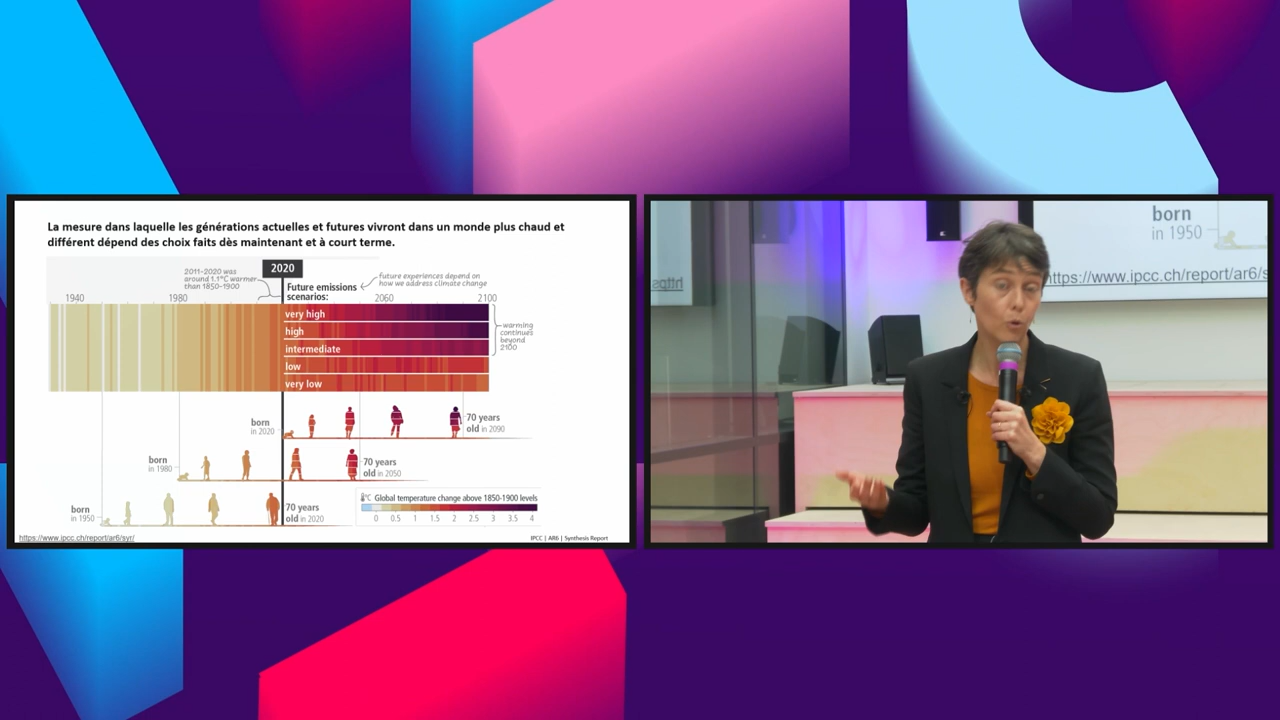 La mesure dans laquelle les générations actuelles et futures vivront dans un monde plus chaud et
différent dépend des choix faits dès maintenant et à court terme.
2011-2020 was
around 1.1°C warmer
than 1850-1900
2020
future experiences depend on
how we address climate change
Future emissions
scenarios:
1940
1980
2060
2100
very high
high
intermediate
low
very low
warming
continues
beyond
2100
born
in 2020
70 years
old in 2090
born
in 1980
70 years
old in 2050
born
in 1950
70 years
old in 2020
°C Global temperature change above 1850-1900 levels
0 0.5 1 1.5 2 2.5 3 3.5 4
https://www.ipcc.ch/report/ar6/syr/
IPCC | AR6 | Synthesis Report
born
in 1950
https://www.ipcc.ch/report/ar6/s
https